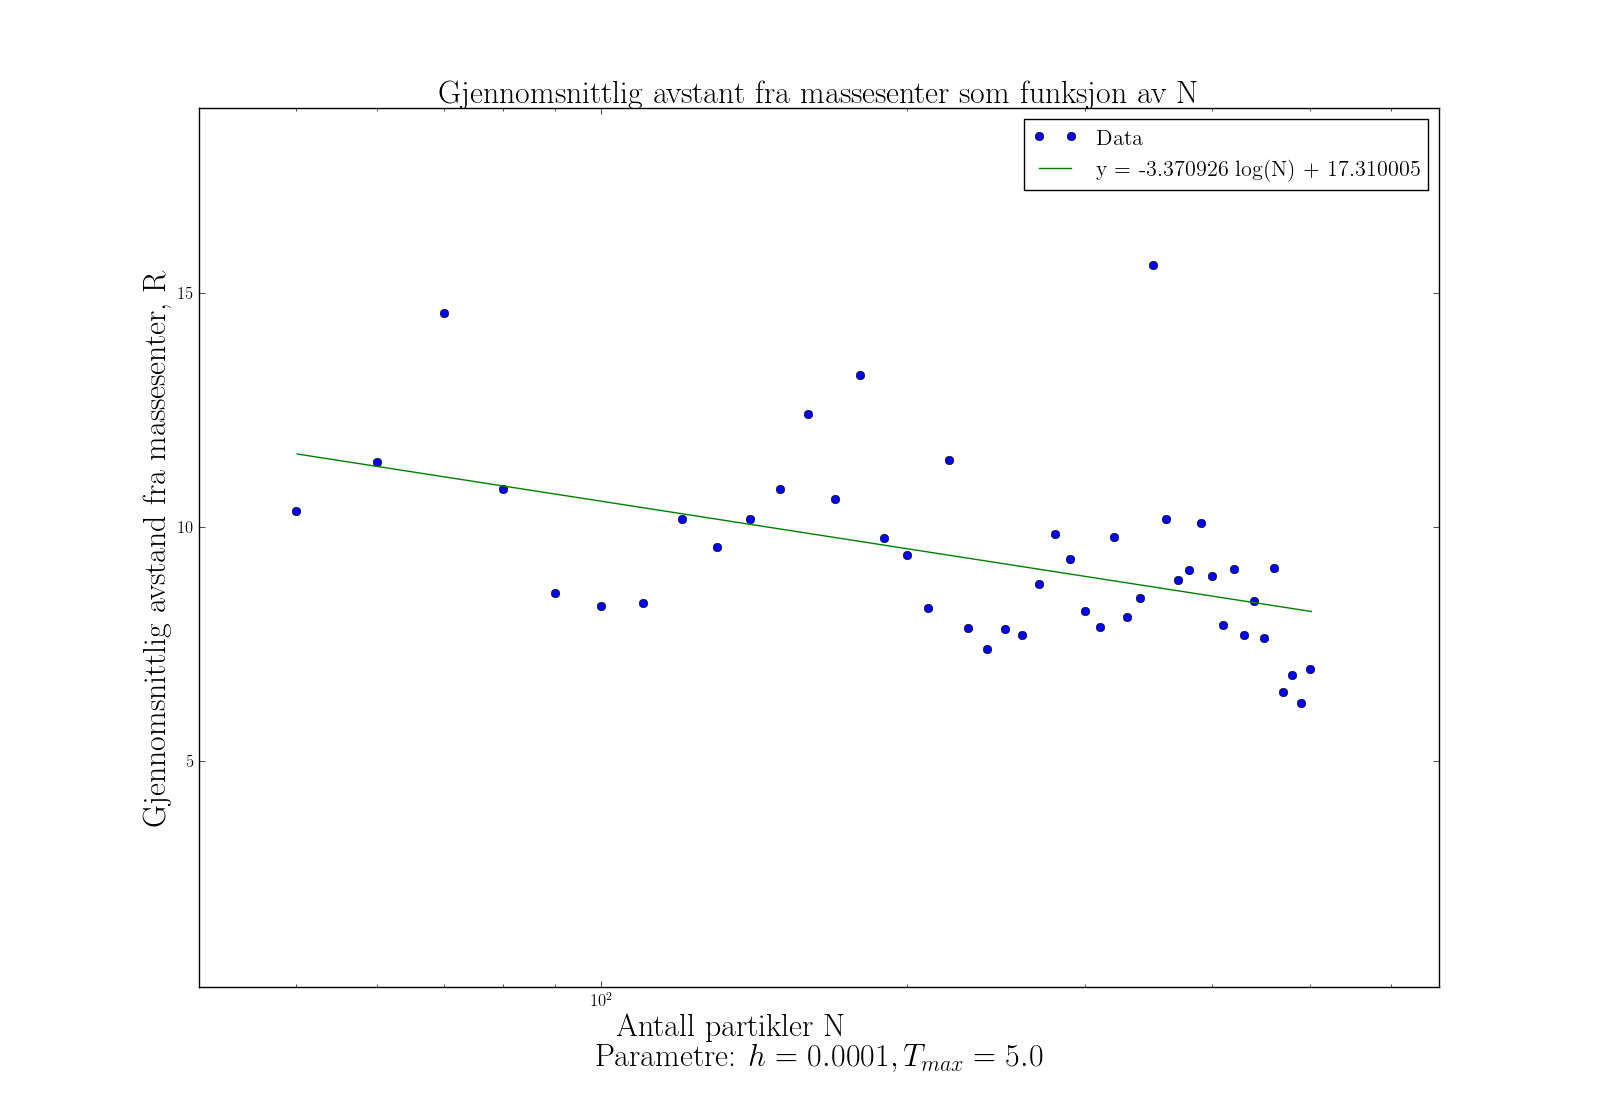 Gjennomsnittlig avstant fra massesenter som funksjon av N
Data
y = -3.370926 log(N) + 17.310005
Gjennomsnittlig avstand fra massesenter, R
15
10
5
10²
Antall partikler N
Parametre: h = 0.0001, Tₘₐₓ = 5.0